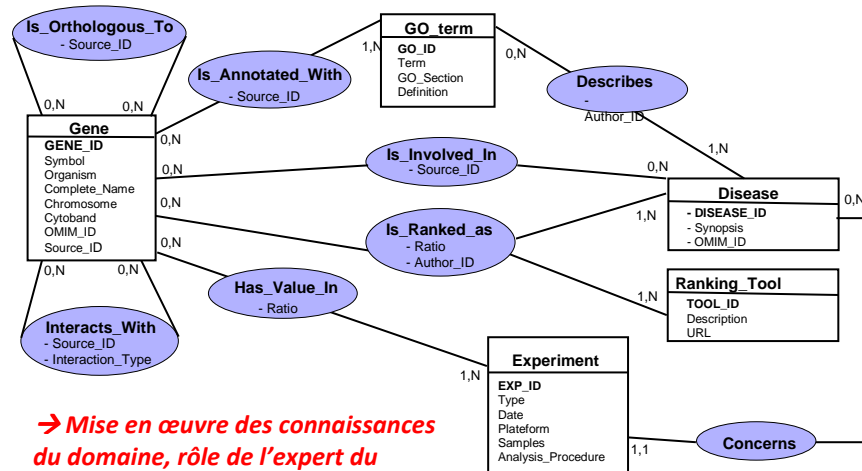 Is_Orthologous_To
- Source_ID
0,N
0,N
Gene
GENE_ID
Symbol
Organism
Complete_Name
Chromosome
Cytoband
OMIM_ID
Source_ID
0,N
0,N
Interacts_With
- Source_ID
- Interaction_Type
0,N
Is_Annotated_With
- Source_ID
1,N
GO_term
GO_ID
Term
GO_Section
Definition
0,N
Describes
-
Author_ID
1,N
0,N
Is_Involved_In
- Source_ID
0,N
Disease
- DISEASE_ID
- Synopsis
- OMIM_ID
0,N
0,N
Is_Ranked_as
- Ratio
- Author_ID
1,N
1,N
Ranking_Tool
TOOL_ID
Description
URL
0,N
Has_Value_In
- Ratio
1,N
Experiment
EXP_ID
Type
Date
Plateform
Samples
Analysis_Procedure
1,1
Concerns
→ Mise en œuvre des connaissances
du domaine, rôle de l'expert du